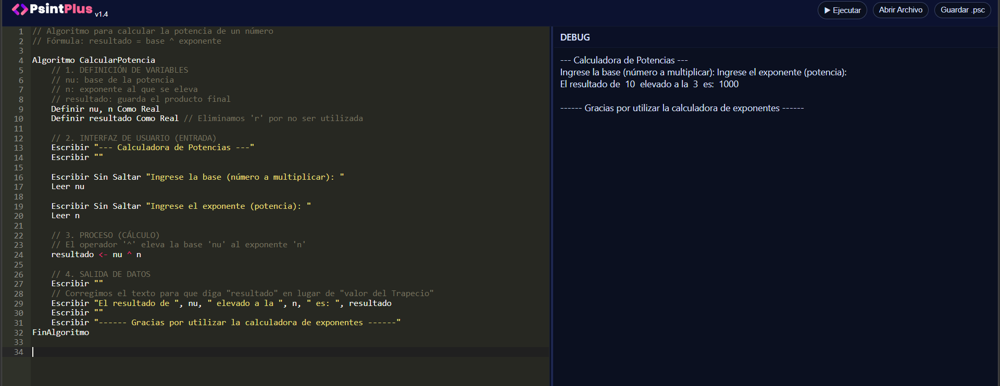 PsintPlus v1.4
▶ Ejecutar
Abrir Archivo
Guardar .psc
1 // Algoritmo para calcular la potencia de un número
2 // Fórmula: resultado = base ^ exponente
3
4 Algoritmo CalcularPotencia
5 // 1. DEFINICIÓN DE VARIABLES
6 // nu: base de la potencia
7 // n: exponente al que se eleva
8 // resultado: guarda el producto final
9 Definir nu, n Como Real
10 Definir resultado Como Real // Eliminamos 'r' por no ser utilizada
11
12 // 2. INTERFAZ DE USUARIO (ENTRADA)
13 Escribir "--- Calculadora de Potencias ---"
14 Escribir ""
15
16 Escribir Sin Saltar "Ingrese la base (número a multiplicar): "
17 Leer nu
18
19 Escribir Sin Saltar "Ingrese el exponente (potencia): "
20 Leer n
21
22 // 3. PROCESO (CÁLCULO)
23 // El operador '^' eleva la base 'nu' al exponente 'n'
24 resultado <- nu ^ n
25
26 // 4. SALIDA DE DATOS
27 Escribir ""
28 // Corregimos el texto para que diga "resultado" en lugar de "valor del Trapecio"
29 Escribir "El resultado de ", nu, " elevado a la ", n, " es: ", resultado
30 Escribir ""
31 Escribir "------ Gracias por utilizar la calculadora de exponentes ------"
32 FinAlgoritmo
33
34
DEBUG
--- Calculadora de Potencias ---
Ingrese la base (número a multiplicar): Ingrese el exponente (potencia):
El resultado de 10 elevado a la 3 es: 1000
------ Gracias por utilizar la calculadora de exponentes ------